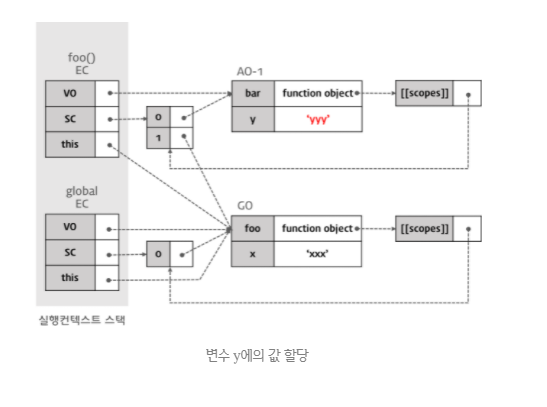 foo()
EC
VO
SC
this
0
1
AO-1
bar
function object
[[scopes]]
y
'yyy'
global
EC
VO
SC
this
0
GO
foo
function object
[[scopes]]
x
'xxx'
실행컨텍스트 스택
변수 y에의 값 할당